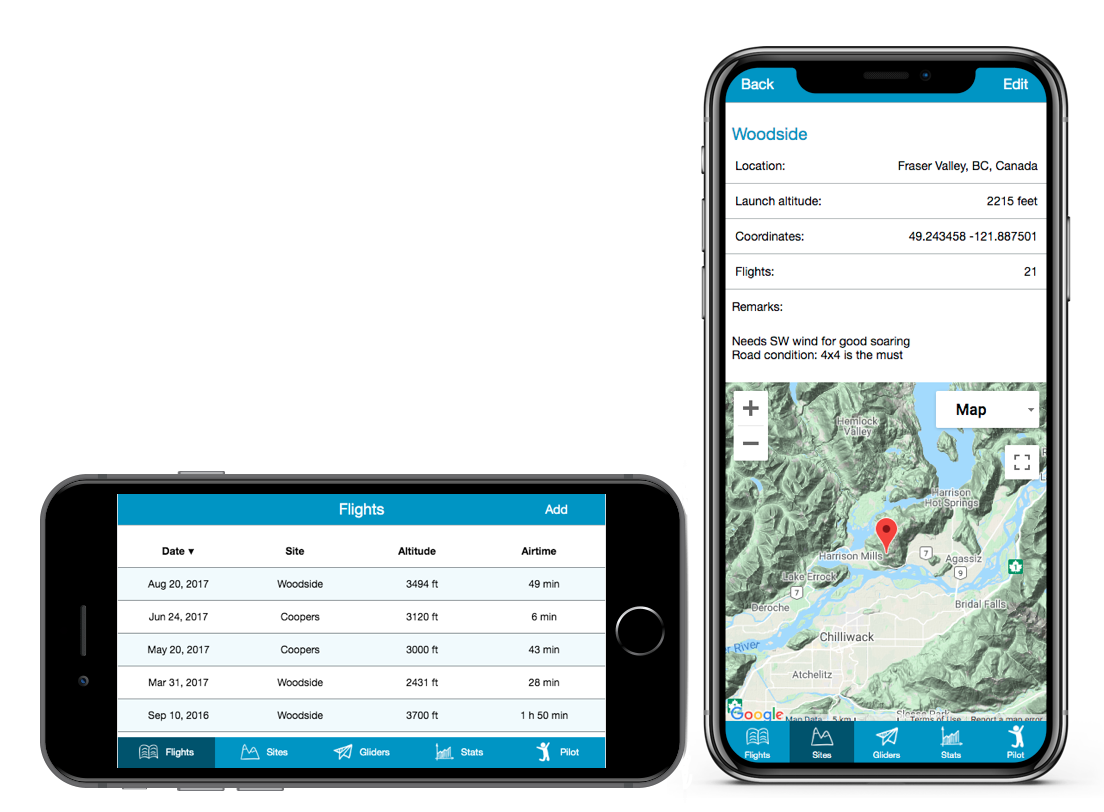 Flights Add
Date ▾ Site Altitude Airtime
Aug 20, 2017 Woodside 3494 ft 49 min
Jun 24, 2017 Coopers 3120 ft 6 min
May 20, 2017 Coopers 3000 ft 43 min
Mar 31, 2017 Woodside 2431 ft 28 min
Sep 10, 2016 Woodside 3700 ft 1 h 50 min
Flights Sites Gliders Stats Pilot
Back Edit
Woodside
Location: Fraser Valley, BC, Canada
Launch altitude: 2215 feet
Coordinates: 49.243458 -121.887501
Flights: 21
Remarks:
Needs SW wind for good soaring
Road condition: 4x4 is the must
+
−
Map
Hemlock
Valley
Harrison
Hot Springs
Harrison Mills
7
Agassiz
9
1
Lake Errock
7
Deroche
Bridal Falls
Chilliwack
River
Atchelitz
Google Map Data 5 km Terms of Use Report a map error
Flights Sites Gliders Stats Pilot